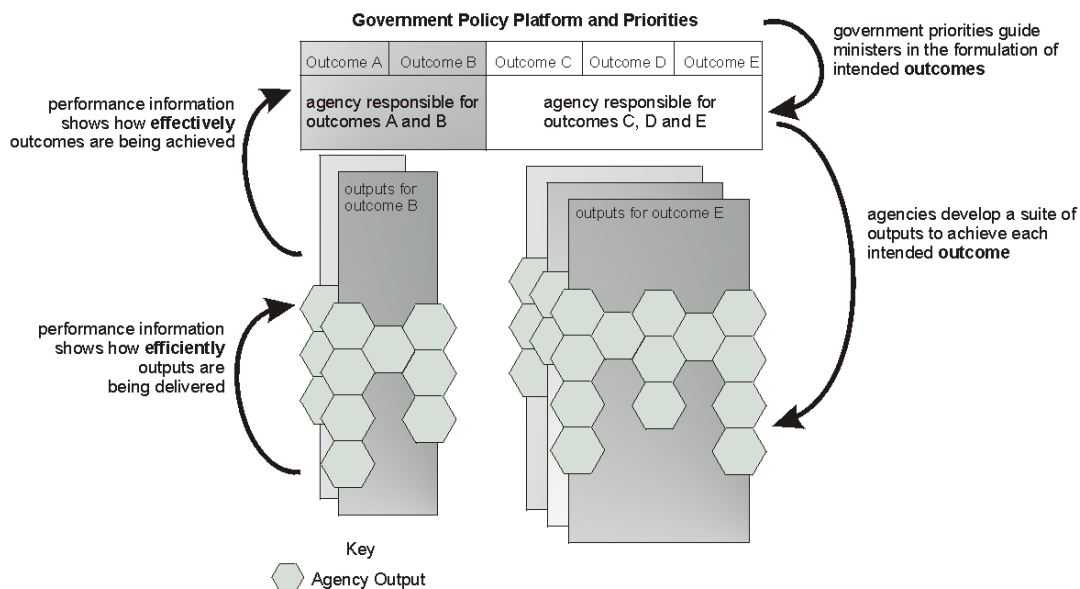 Government Policy Platform and Priorities
government priorities guide
ministers in the formulation of
intended outcomes
Outcome A
Outcome B
Outcome C
Outcome D
Outcome E
agency responsible for
outcomes A and B
agency responsible for
outcomes C, D and E
performance information
shows how effectively
outcomes are being achieved
outputs for
outcome B
outputs for outcome E
agencies develop a suite of
outputs to achieve each
intended outcome
performance information
shows how efficiently
outputs are
being delivered
Key
Agency Output